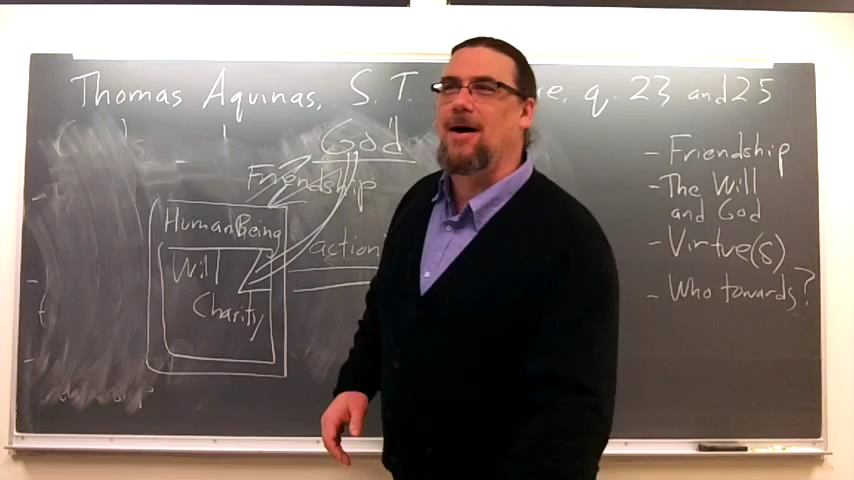 Thomas Aquinas, S. T. re, q. 23 and 25
God
Friendship
Human Being
Will
Charity
action
- Friendship
- The Will
and God
- Virtue(s)
- Who towards?